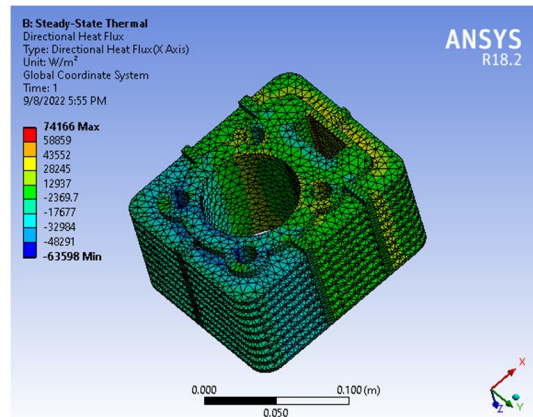 B: Steady-State Thermal
Directional Heat Flux
Type: Directional Heat Flux(X Axis)
Unit: W/m²
Global Coordinate System
Time: 1
9/8/2022 5:55 PM
ANSYS
R18.2
74166 Max
58859
43552
28245
12937
-2369.7
-17677
-32984
-48291
-63598 Min
0.000
0.100 (m)
0.050
X
Y
Z